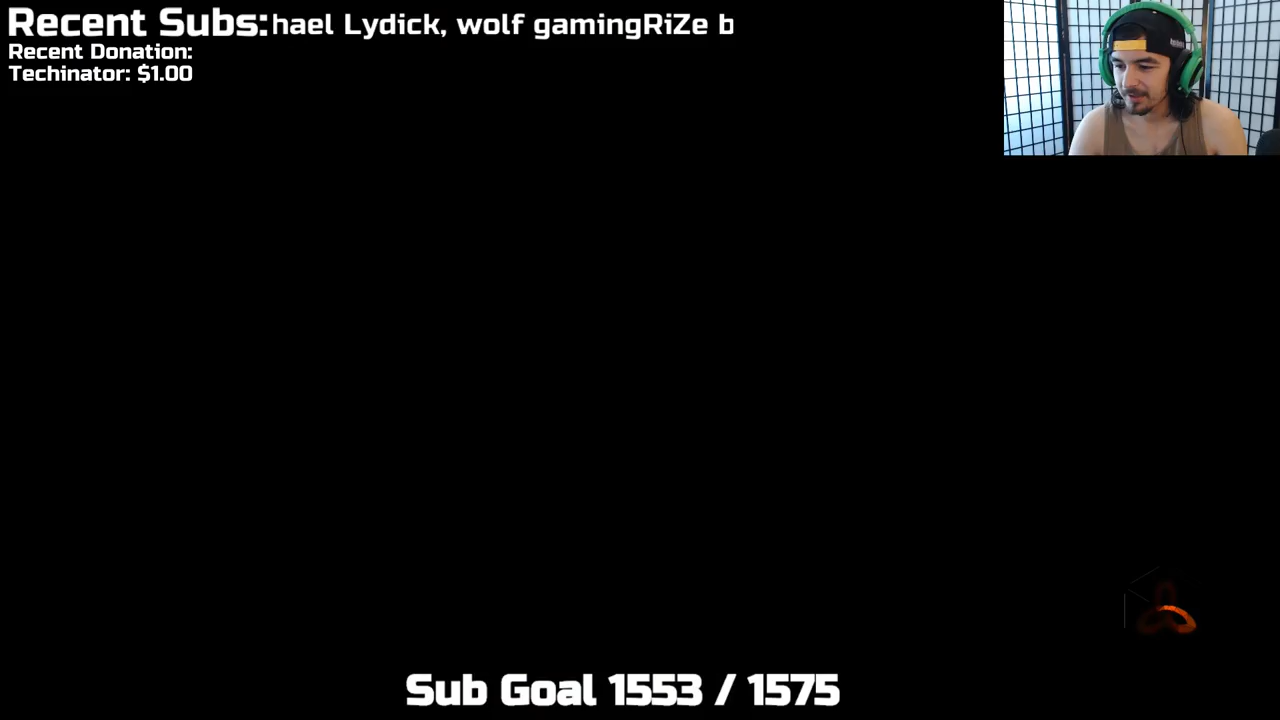 Recent Subs: hael Lydick, wolf gamingRiZe b
Recent Donation:
Techinator: $1.00
Sub Goal 1553 / 1575